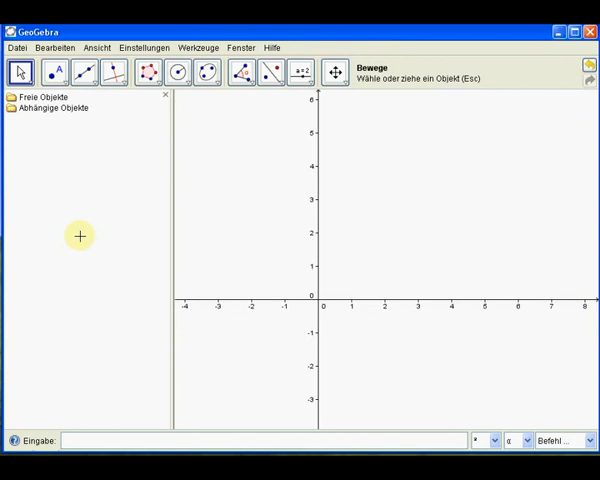 GeoGebra
Datei Bearbeiten Ansicht Einstellungen Werkzeuge Fenster Hilfe
A
α
a = 2
Bewege
Wähle oder ziehe ein Objekt (Esc)
Freie Objekte
Abhängige Objekte
6
5
4
3
2
1
0
-4 -3 -2 -1 0 1 2 3 4 5 6 7 8
-1
-2
-3
Eingabe: ² α Befehl ...